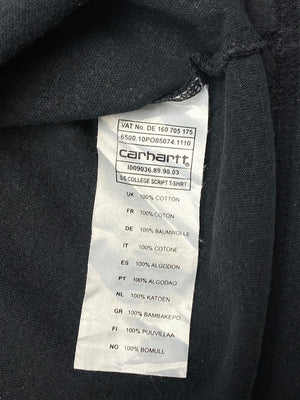 VAT No. DE 160 705 175
6500.10PO05074.1110
carhartt
I009036.89.90.03
S/S COLLEGE SCRIPT T-SHIRT
UK 100% COTTON
FR 100% COTON
DE 100% BAUMWOLLE
IT 100% COTONE
ES 100% ALGODON
PT 100% ALGODAO
NL 100% KATOEN
GR 100% BAMBAKEPO
FI 100% PUUVILLAA
NO 100% BOMULL